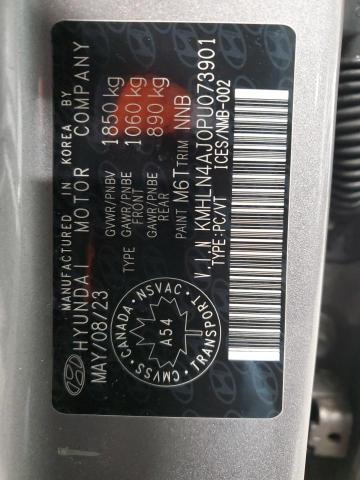 MANUFACTURED IN KOREA BY
HYUNDAI MOTOR COMPANY
MAY/08/23
GVWR/PNBV 1850 kg
TYPE GAWR/PNBE FRONT 1060 kg
GAWR/PNBE REAR 890 kg
PAINT M6T TRIM NNB
V.I.N KMHLN4AJ0PU073901
TYPE:PC/VT ICES/NMB-002
CANADA · NSVAC · TRANSPORT · CMVSS
A54